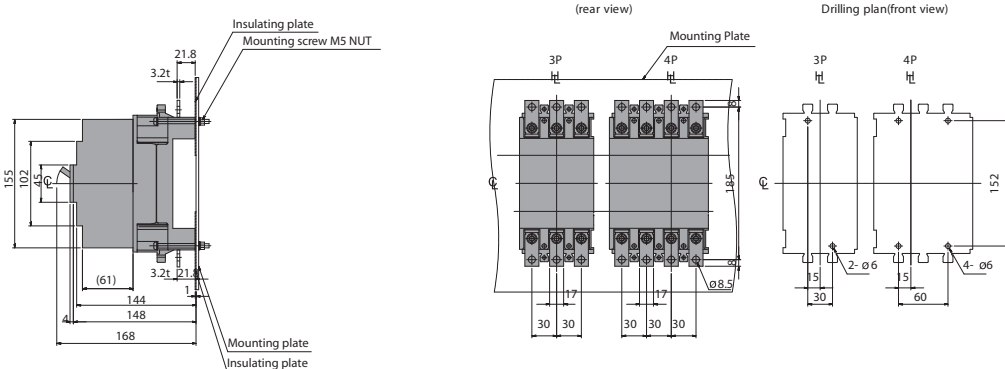 (rear view)
Drilling plan(front view)
Insulating plate
Mounting screw M5 NUT
Mounting Plate
21.8
3.2t
3P
4P
3P
4P
8
155
102
45
185
152
3.2t
21.8
8
(61)
1
17
17
Ø8.5
15
2- Ø6
15
4- Ø6
144
30
60
4
148
30
30
30
30
30
168
Mounting plate
Insulating plate